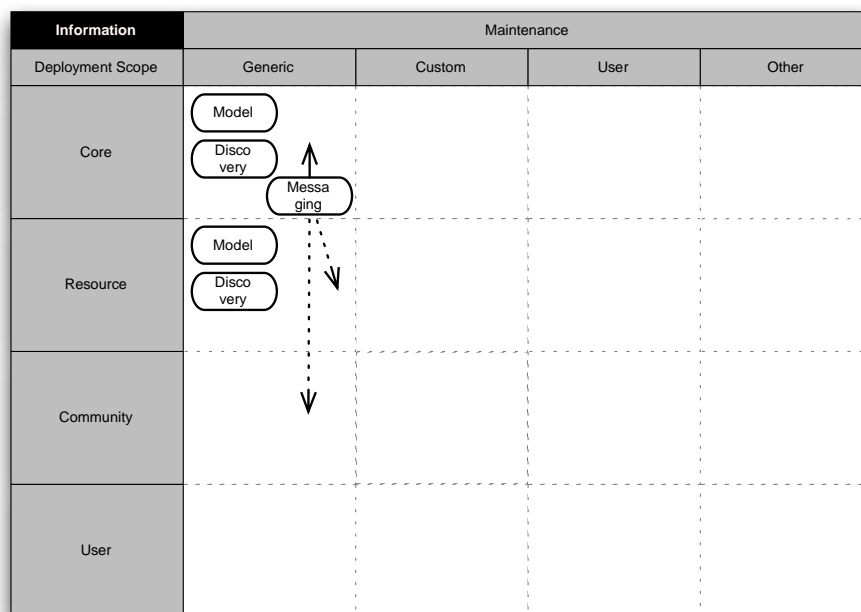 Information
Maintenance
Deployment Scope
Generic
Custom
User
Other
Core
Model
Disco
very
Messa
ging
Resource
Model
Disco
very
Community
User